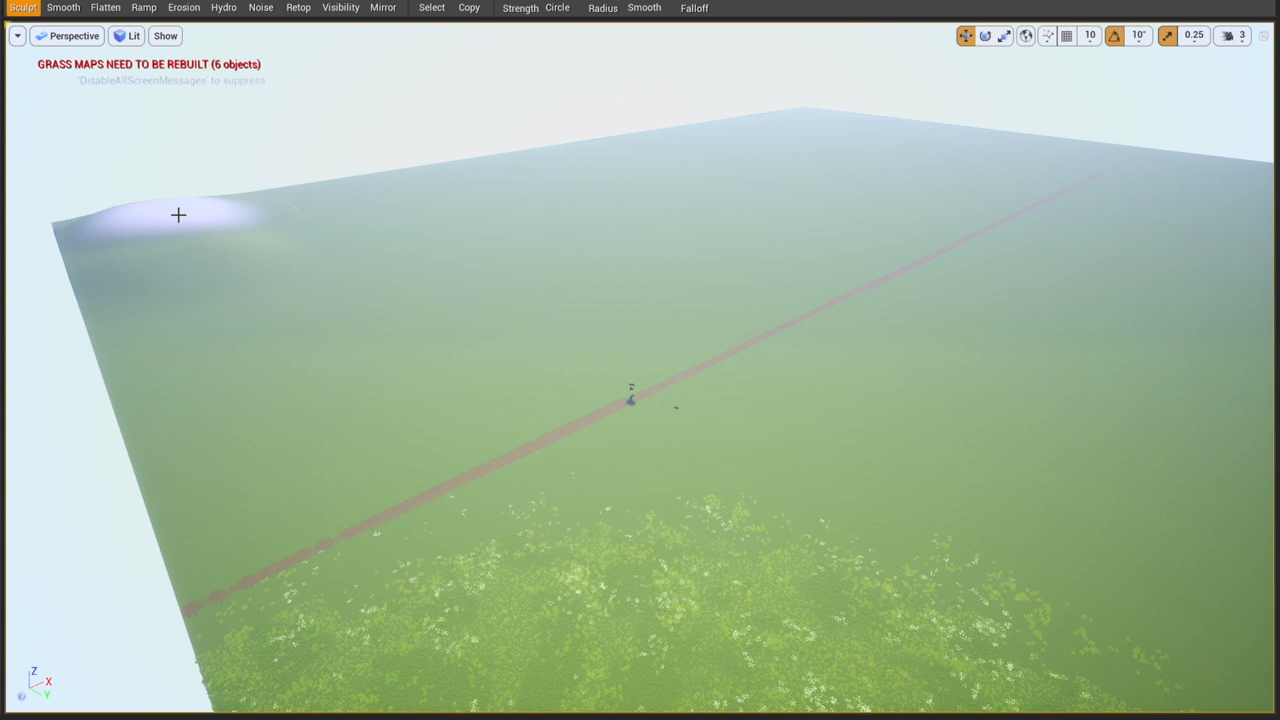 Sculpt Smooth Flatten Ramp Erosion Hydro Noise Retop Visibility Mirror Select Copy Strength Circle Radius Smooth Falloff
Perspective Lit Show 10 10° 0.25 3
GRASS MAPS NEED TO BE REBUILT (6 objects)
'DisableAllScreenMessages' to suppress
Z
X
Y